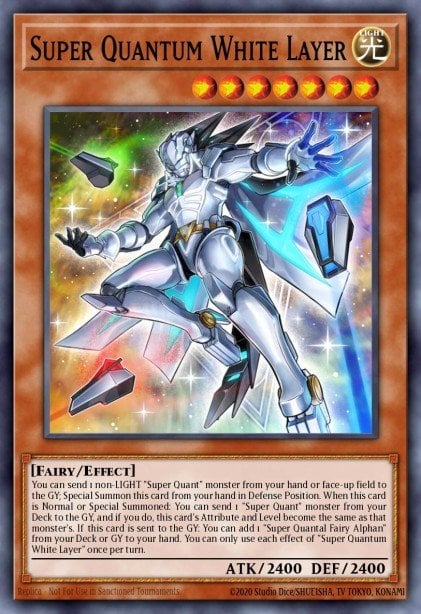 Super Quantum White Layer
LIGHT
光
[Fairy/Effect]
You can send 1 non-LIGHT "Super Quant" monster from your hand or face-up field to
the GY; Special Summon this card from your hand in Defense Position. When this card
is Normal or Special Summoned: You can send 1 "Super Quantum" monster from your
Deck to the GY, and if you do, this card's Attribute and Level become the same as that
monster's. If this card is sent to the GY: You can add 1 "Super Quantal Fairy Alphan"
from your Deck or GY to your hand. You can only use each effect of "Super Quantum
White Layer" once per turn.
ATK/2400 DEF/2400
Replica - Not For Use in Sanctioned Tournaments
©2020 Studio Dice/SHUEISHA, TV TOKYO, KONAMI